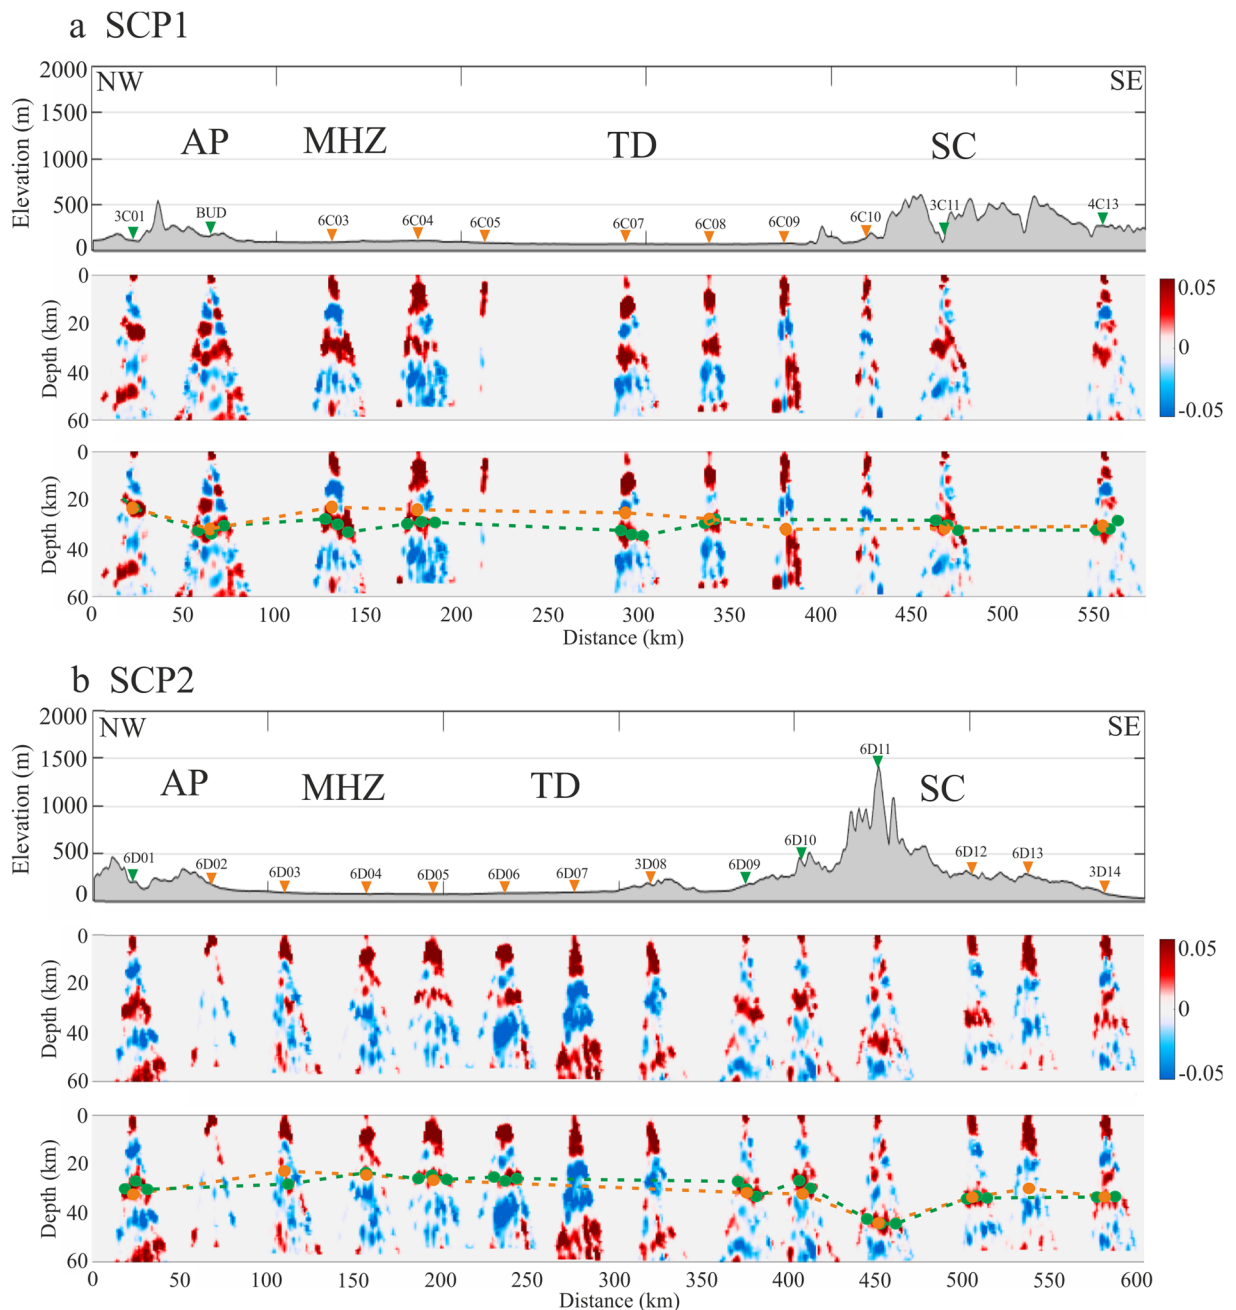 a SCP1
2000
1500
1000
500
0
Elevation (m)
NW
SE
AP
MHZ
TD
SC
3C01
BUD
6C03
6C04
6C05
6C07
6C08
6C09
6C10
3C11
4C13
0
20
40
60
Depth (km)
0.05
0
-0.05
0
20
40
60
Depth (km)
0 50 100 150 200 250 300 350 400 450 500 550
Distance (km)
b SCP2
2000
1500
1000
500
0
Elevation (m)
NW
SE
AP
MHZ
TD
SC
6D01
6D02
6D03
6D04
6D05
6D06
6D07
3D08
6D09
6D10
6D11
6D12
6D13
3D14
0
20
40
60
Depth (km)
0.05
0
-0.05
0
20
40
60
Depth (km)
0 50 100 150 200 250 300 350 400 450 500 550 600
Distance (km)